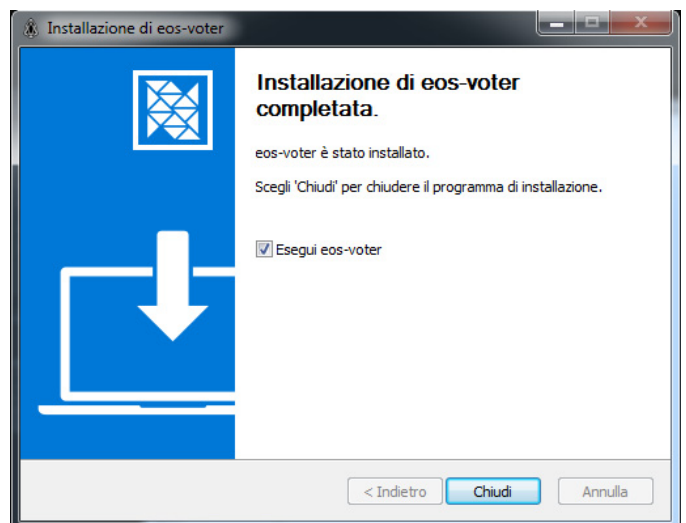 Installazione di eos-voter
Installazione di eos-voter
completata.
eos-voter è stato installato.
Scegli 'Chiudi' per chiudere il programma di installazione.
Esegui eos-voter
< Indietro
Chiudi
Annulla